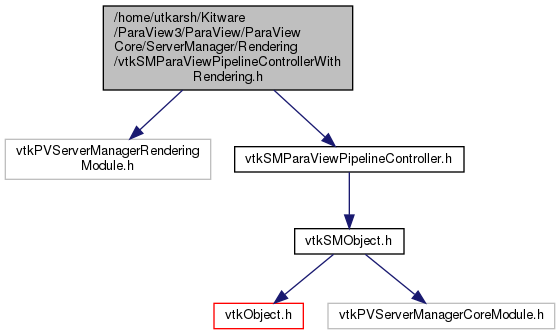 /home/utkarsh/Kitware
/ParaView3/ParaView/ParaView
Core/ServerManager/Rendering
/vtkSMParaViewPipelineControllerWith
Rendering.h
vtkPVServerManagerRendering
Module.h
vtkSMParaViewPipelineController.h
vtkSMObject.h
vtkObject.h
vtkPVServerManagerCoreModule.h